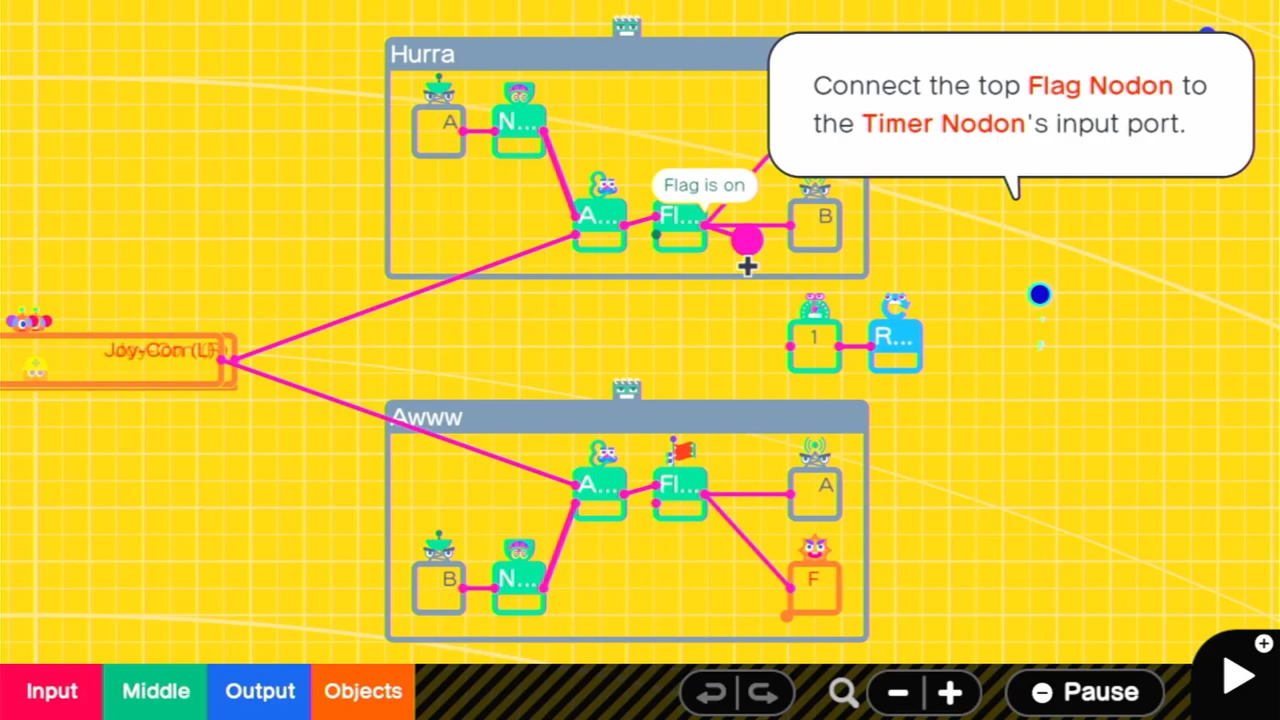 Hurra
Connect the top Flag Nodon to
the Timer Nodon's input port.
A
N...
Flag is on
A...
Fl...
B
Joy-Con (L)
1
R...
Awww
A...
Fl...
A
B
N...
F
Input
Middle
Output
Objects
Pause